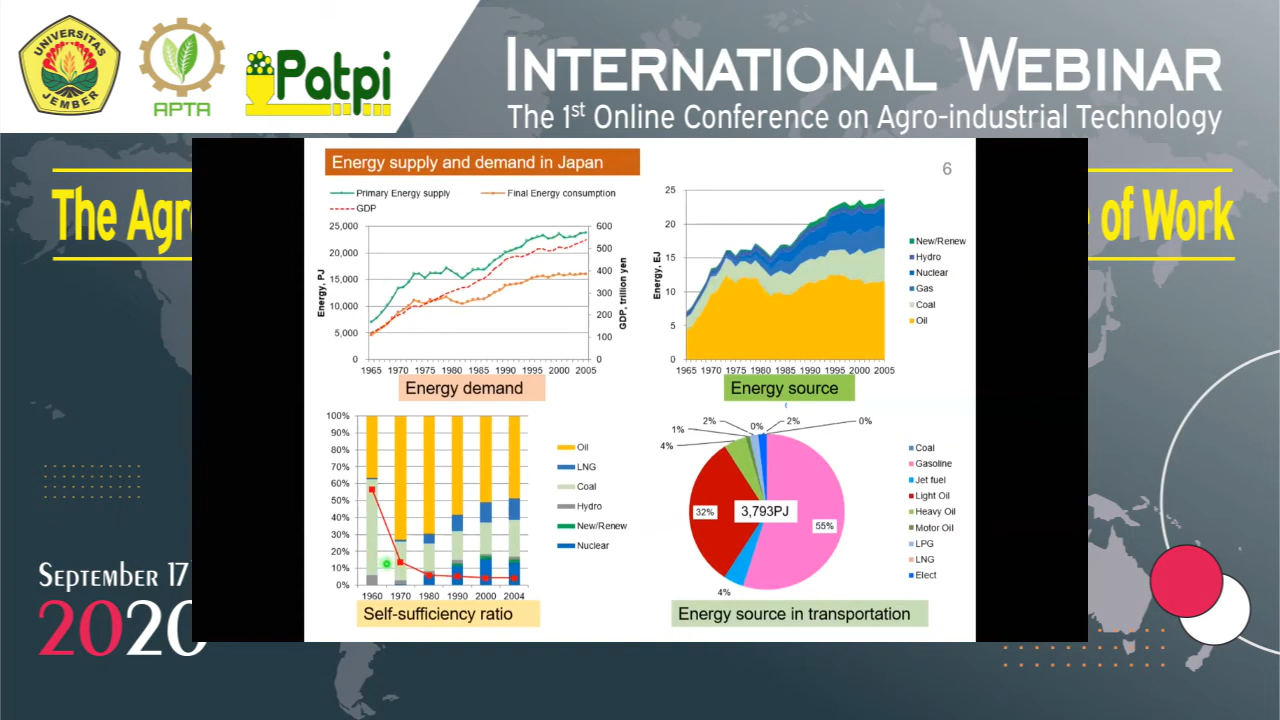 UNIVERSITAS
JEMBER
APTA
Patpi
INTERNATIONAL WEBINAR
The 1st Online Conference on Agro-industrial Technology
The Agr
e of Work
SEPTEMBER 17
2020
Energy supply and demand in Japan
6
Primary Energy supply
Final Energy consumption
GDP
25,000
20,000
15,000
10,000
5,000
0
Energy, PJ
600
500
400
300
200
100
0
GDP, trillion yen
1965 1970 1975 1980 1985 1990 1995 2000 2005
Energy demand
25
20
15
10
5
0
Energy, EJ
1965 1970 1975 1980 1985 1990 1995 2000 2005
New/Renew
Hydro
Nuclear
Gas
Coal
Oil
Energy source
100%
90%
80%
70%
60%
50%
40%
30%
20%
10%
0%
1960 1970 1980 1990 2000 2004
Oil
LNG
Coal
Hydro
New/Renew
Nuclear
Self-sufficiency ratio
2% 0% 2% 0%
1%
4%
32%
3,793PJ
55%
4%
Coal
Gasoline
Jet fuel
Light Oil
Heavy Oil
Motor Oil
LPG
LNG
Elect
Energy source in transportation